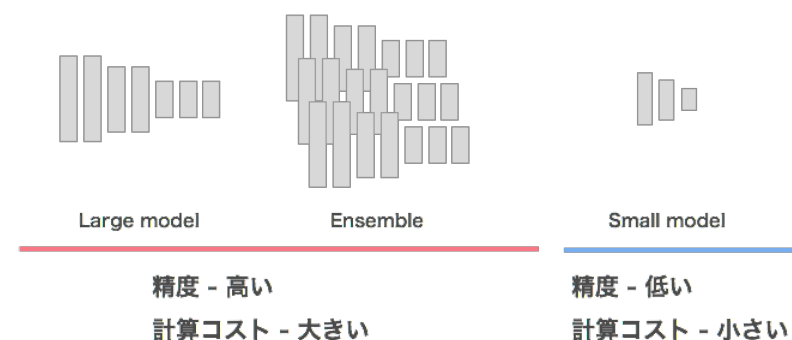 Large model
Ensemble
Small model
精度 - 高い
計算コスト - 大きい
精度 - 低い
計算コスト - 小さい